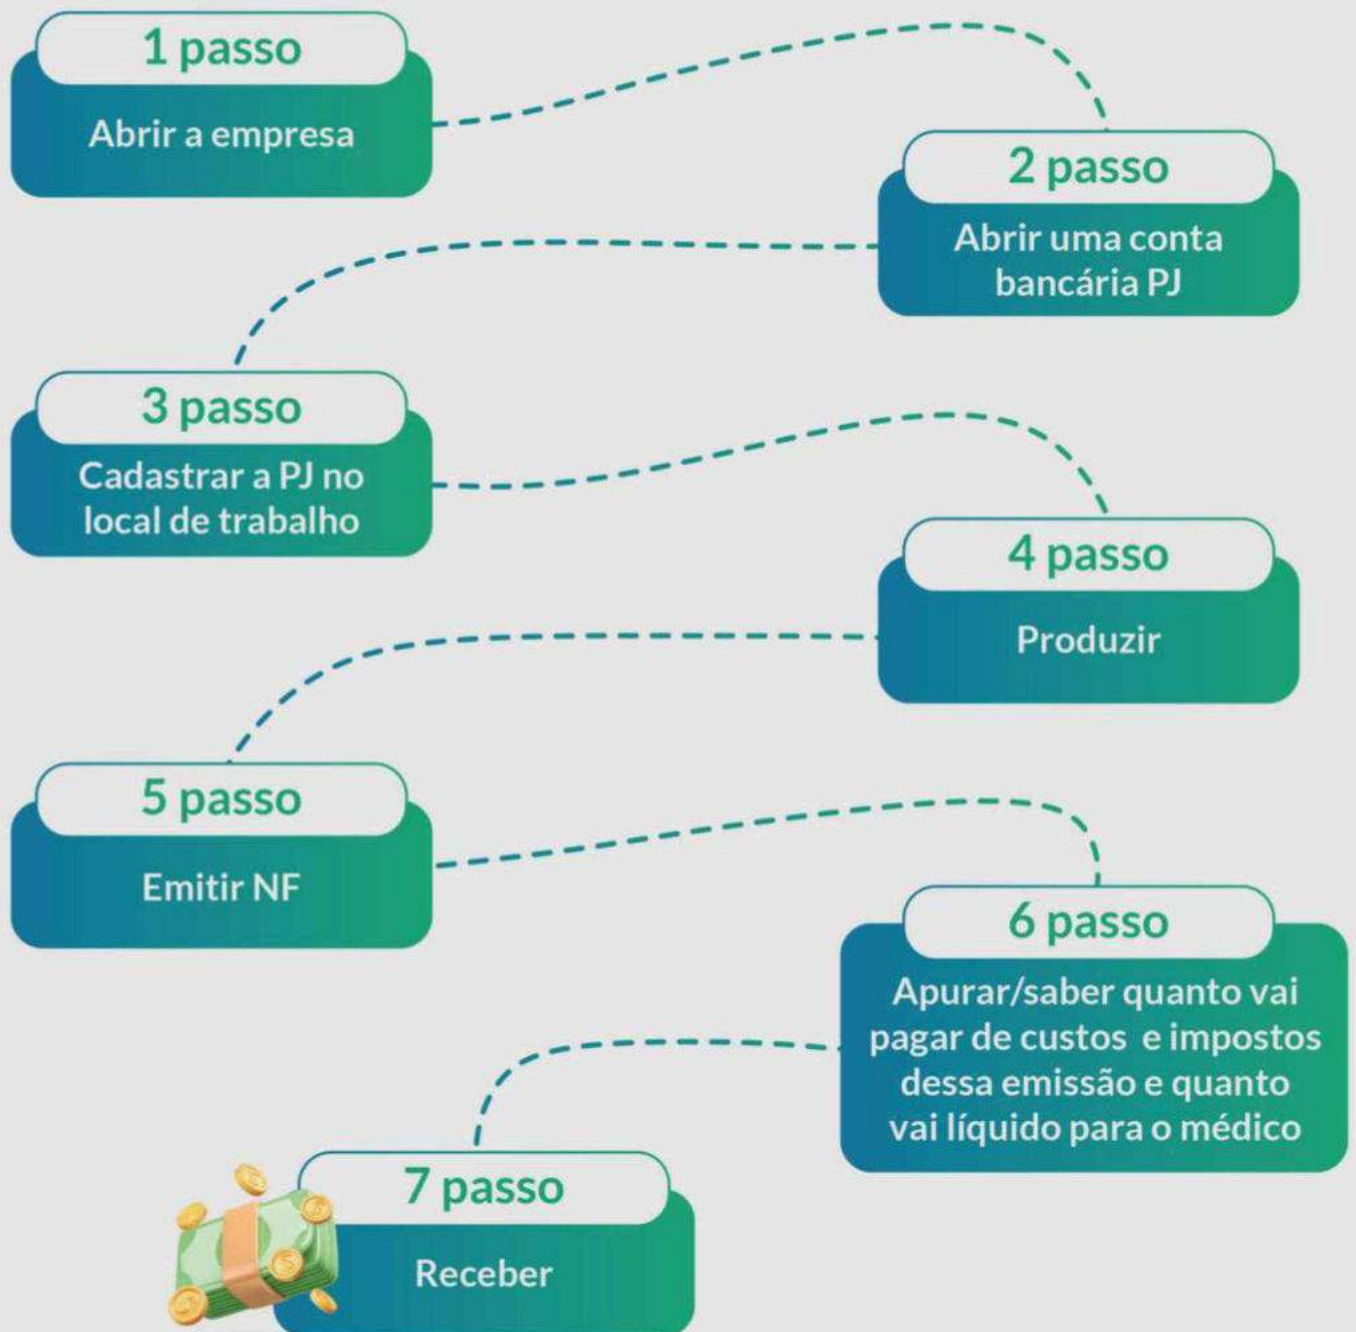 1 passo
Abrir a empresa
2 passo
Abrir uma conta
bancária PJ
3 passo
Cadastrar a PJ no
local de trabalho
4 passo
Produzir
5 passo
Emitir NF
6 passo
Apurar/saber quanto vai
pagar de custos e impostos
dessa emissão e quanto
vai líquido para o médico
7 passo
Receber